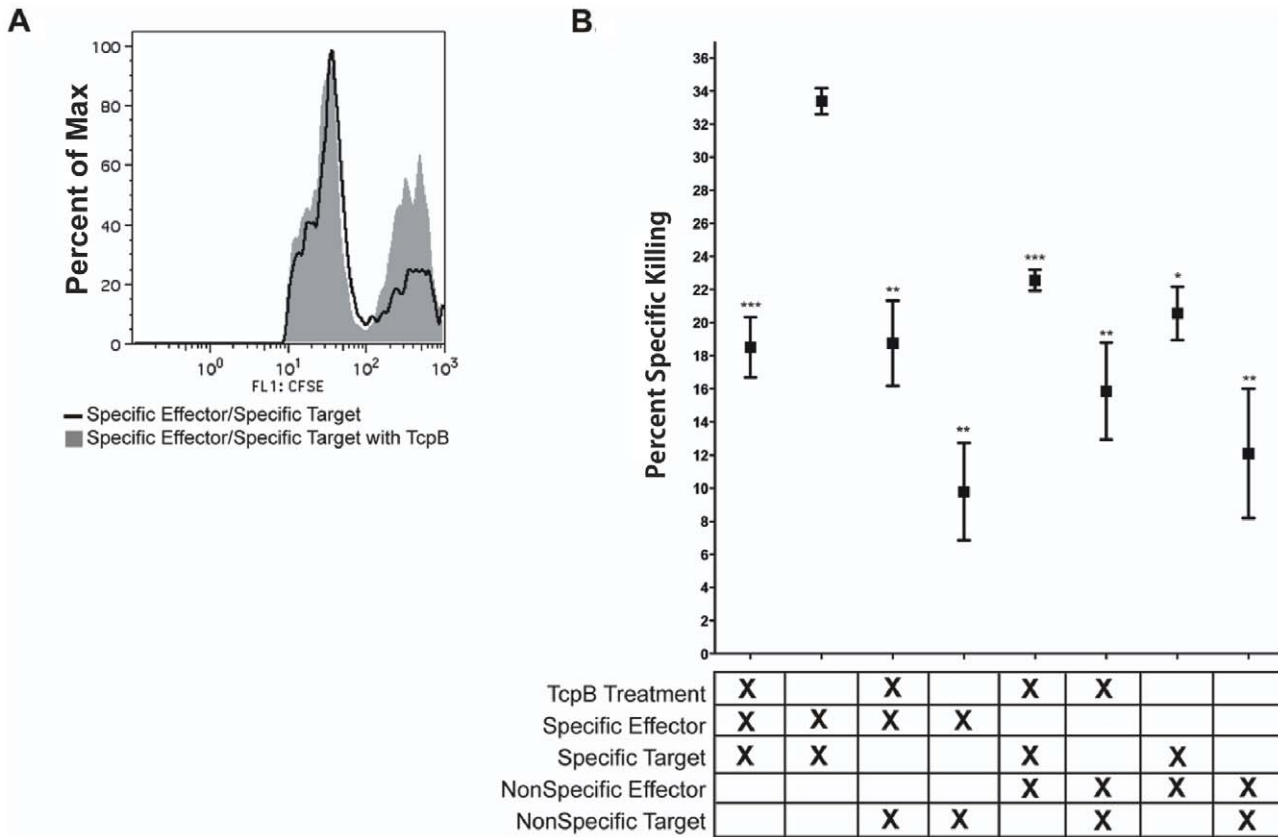 A
B.
Percent of Max
100
80
60
40
20
0
10^0 10^1 10^2 10^3
FL1: CFSE
Specific Effector/Specific Target
Specific Effector/Specific Target with TcpB
Percent Specific Killing
36
34
32
30
28
26
24
22
20
18
16
14
12
10
8
6
4
2
0
***
**
**
***
**
*
**
TcpB Treatment X X X X
Specific Effector X X X X
Specific Target X X X X
NonSpecific Effector X X X X
NonSpecific Target X X X X